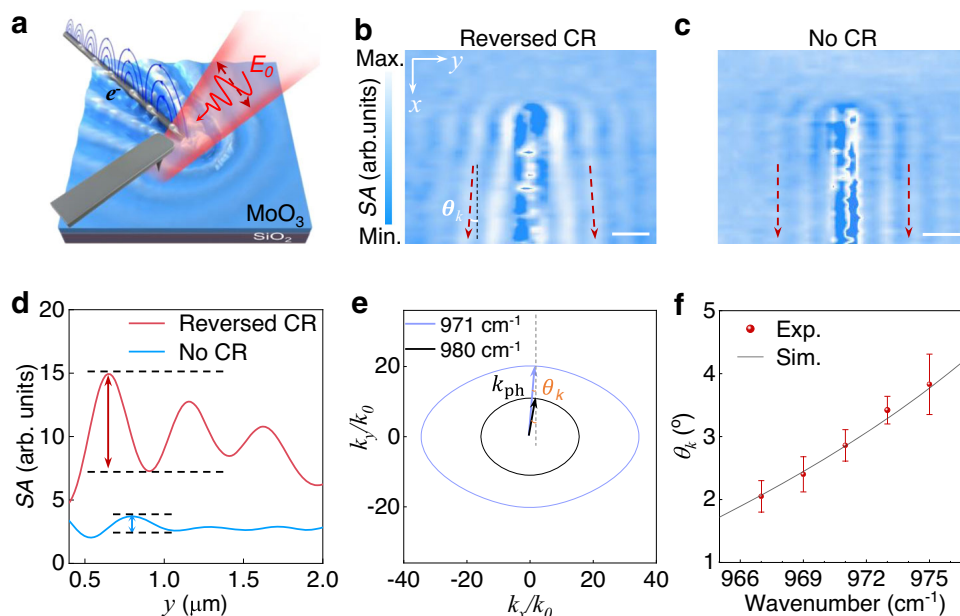 a
E₀
e⁻
MoO₃
SiO₂
b
Reversed CR
Max.
y
x
SA (arb.units)
θₖ
Min.
c
No CR
d
20
15
10
5
0
SA (arb. units)
Reversed CR
No CR
0.5 1.0 1.5 2.0
y (μm)
e
971 cm⁻¹
980 cm⁻¹
20
0
-20
k_y/k₀
k_ph
θₖ
-40 -20 0 20 40
kₓ/k₀
f
5
4
3
2
1
θₖ (°)
Exp.
Sim.
966 969 972 975
Wavenumber (cm⁻¹)